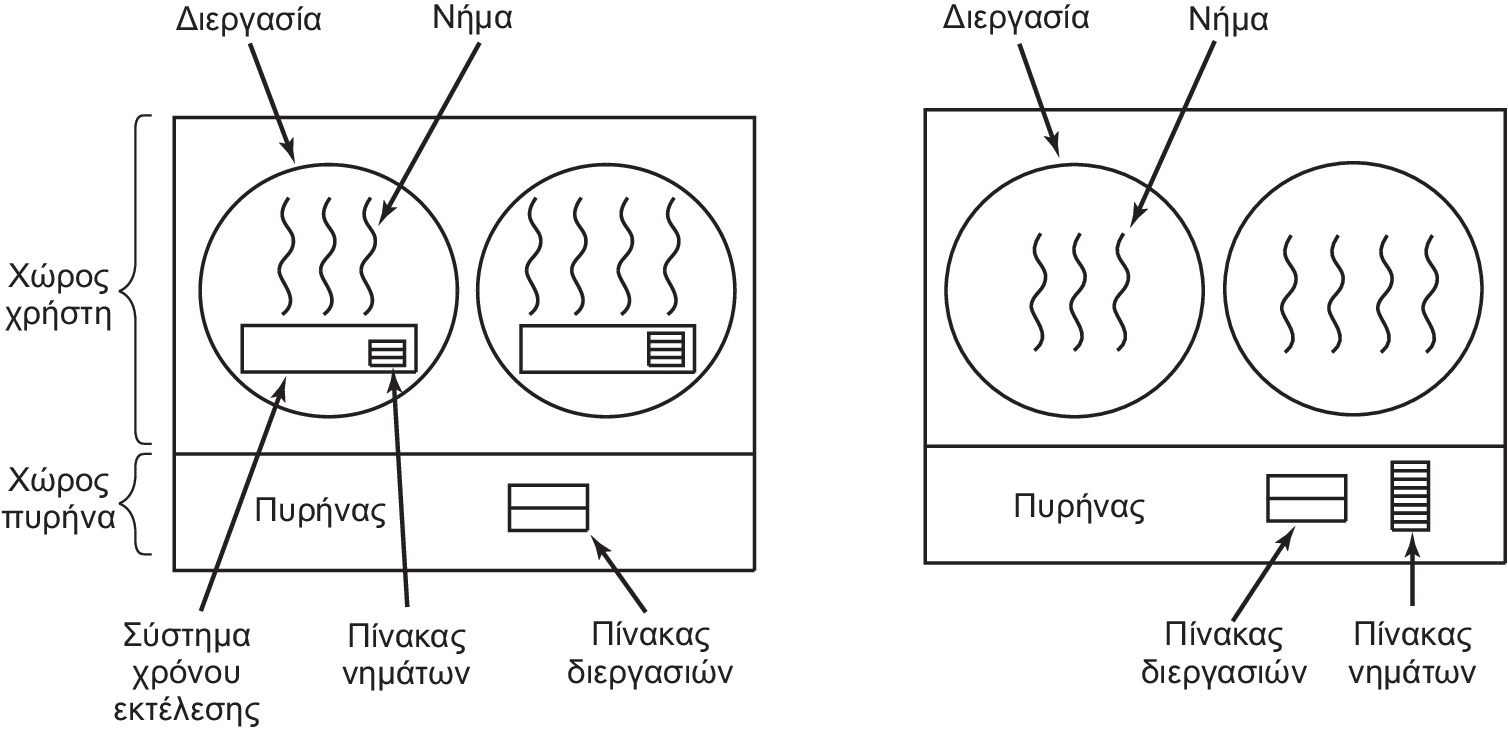 Διεργασία
Νήμα
Χώρος
χρήστη
Χώρος
πυρήνα
Πυρήνας
Σύστημα
χρόνου
εκτέλεσης
Πίνακας
νημάτων
Πίνακας
διεργασιών
Διεργασία
Νήμα
Πυρήνας
Πίνακας
διεργασιών
Πίνακας
νημάτων